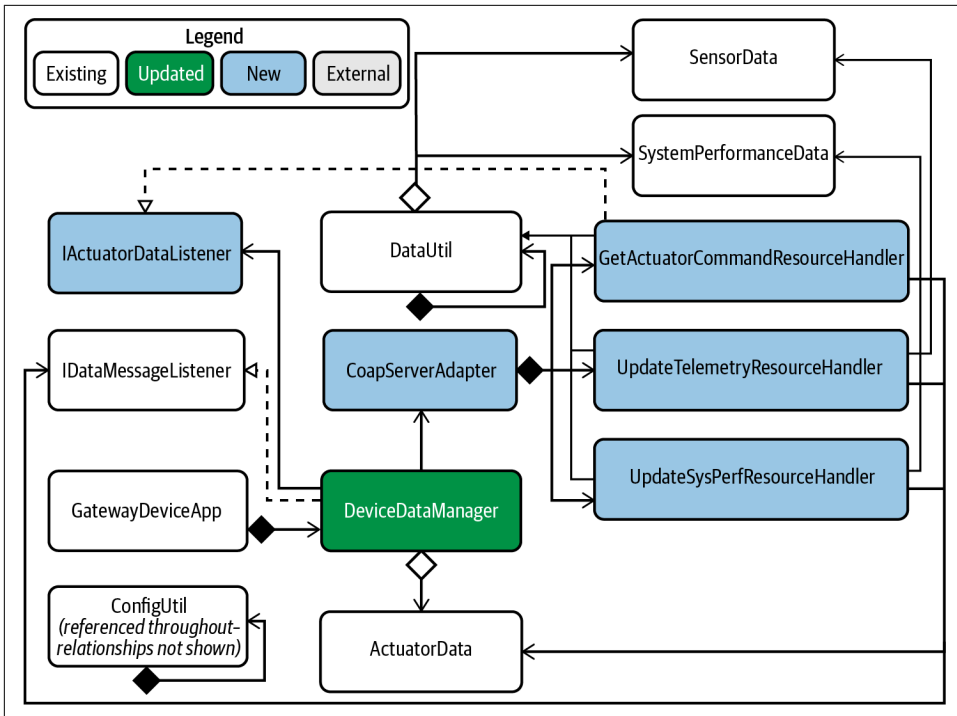 Legend
Existing
Updated
New
External
SensorData
SystemPerformanceData
IActuatorDataListener
DataUtil
GetActuatorCommandResourceHandler
IDataMessageListener
CoapServerAdapter
UpdateTelemetryResourceHandler
GatewayDeviceApp
DeviceDataManager
UpdateSysPerfResourceHandler
ConfigUtil
(referenced throughout–
relationships not shown)
ActuatorData